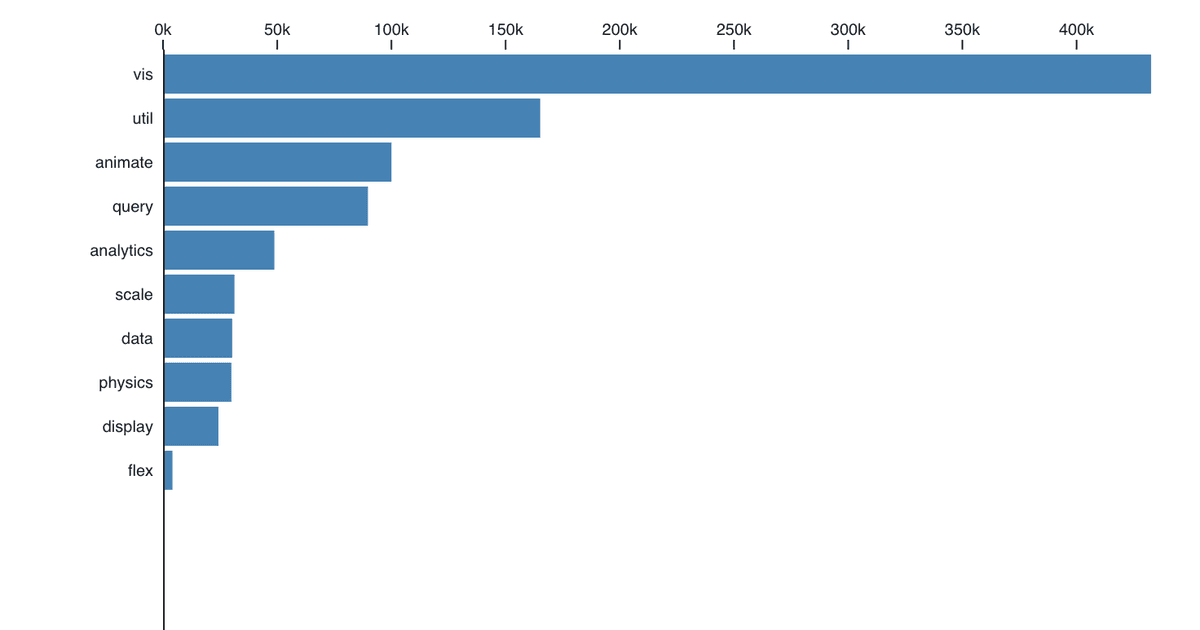 0k 50k 100k 150k 200k 250k 300k 350k 400k
vis
util
animate
query
analytics
scale
data
physics
display
flex